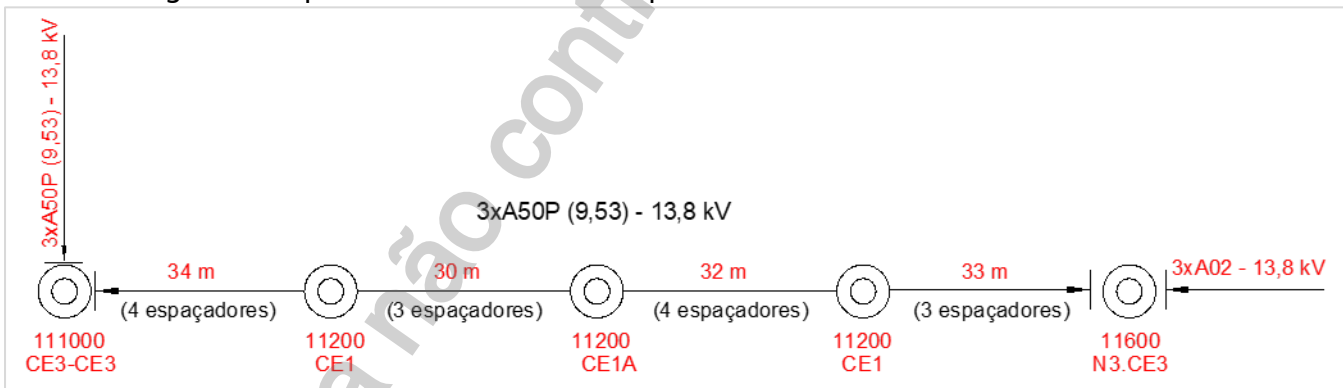 3xA50P (9,53) - 13,8 kV
3xA50P (9,53) - 13,8 kV
34 m
30 m
32 m
33 m
3xA02 - 13,8 kV
(4 espaçadores)
(3 espaçadores)
(4 espaçadores)
(3 espaçadores)
111000
CE3-CE3
11200
CE1
11200
CE1A
11200
CE1
11600
N3.CE3
não cont